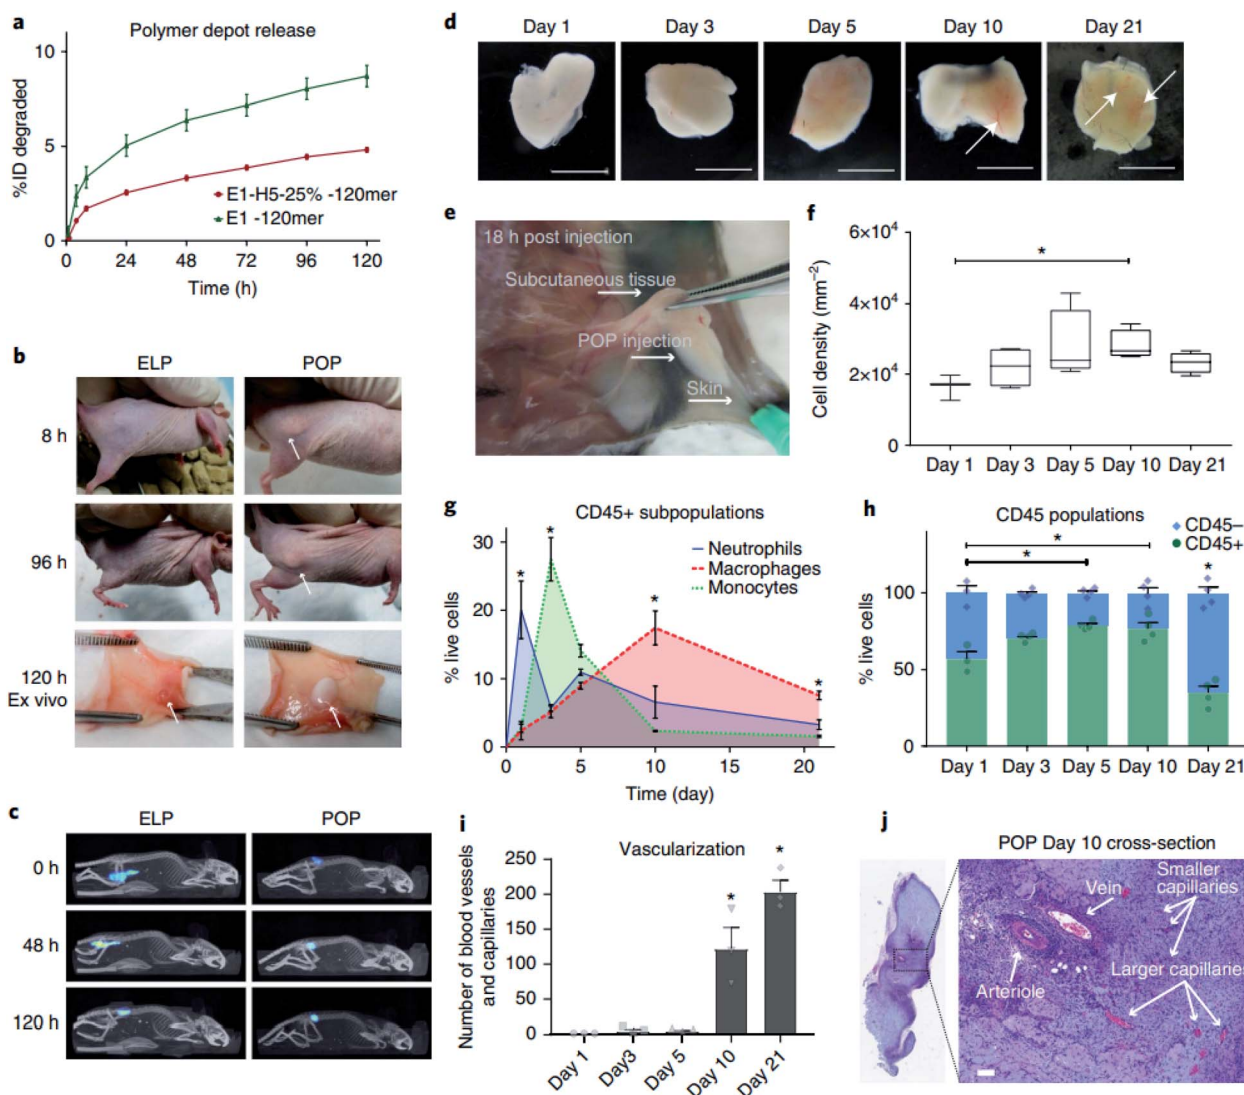 a
Polymer depot release
10
5
0
%ID degraded
E1-H5-25% -120mer
E1 -120mer
0 24 48 72 96 120
Time (h)
b
ELP POP
8 h
96 h
120 h
Ex vivo
c
ELP POP
0 h
48 h
120 h
d
Day 1 Day 3 Day 5 Day 10 Day 21
e
18 h post injection
Subcutaneous tissue
POP injection
Skin
f
6×10⁴
4×10⁴
2×10⁴
0
Cell density (mm⁻²)
*
Day 1 Day 3 Day 5 Day 10 Day 21
g
CD45+ subpopulations
30
20
10
0
% live cells
* * * *
Neutrophils
Macrophages
Monocytes
0 5 10 15 20
Time (day)
h
CD45 populations
CD45–
CD45+
* * *
100
50
0
% live cells
Day 1 Day 3 Day 5 Day 10 Day 21
i
Vascularization
250
200
150
100
50
0
Number of blood vessels
and capillaries
* *
Day 1 Day3 Day 5 Day 10 Day 21
j
POP Day 10 cross-section
Smaller
capillaries
Vein
Larger capillaries
Arteriole